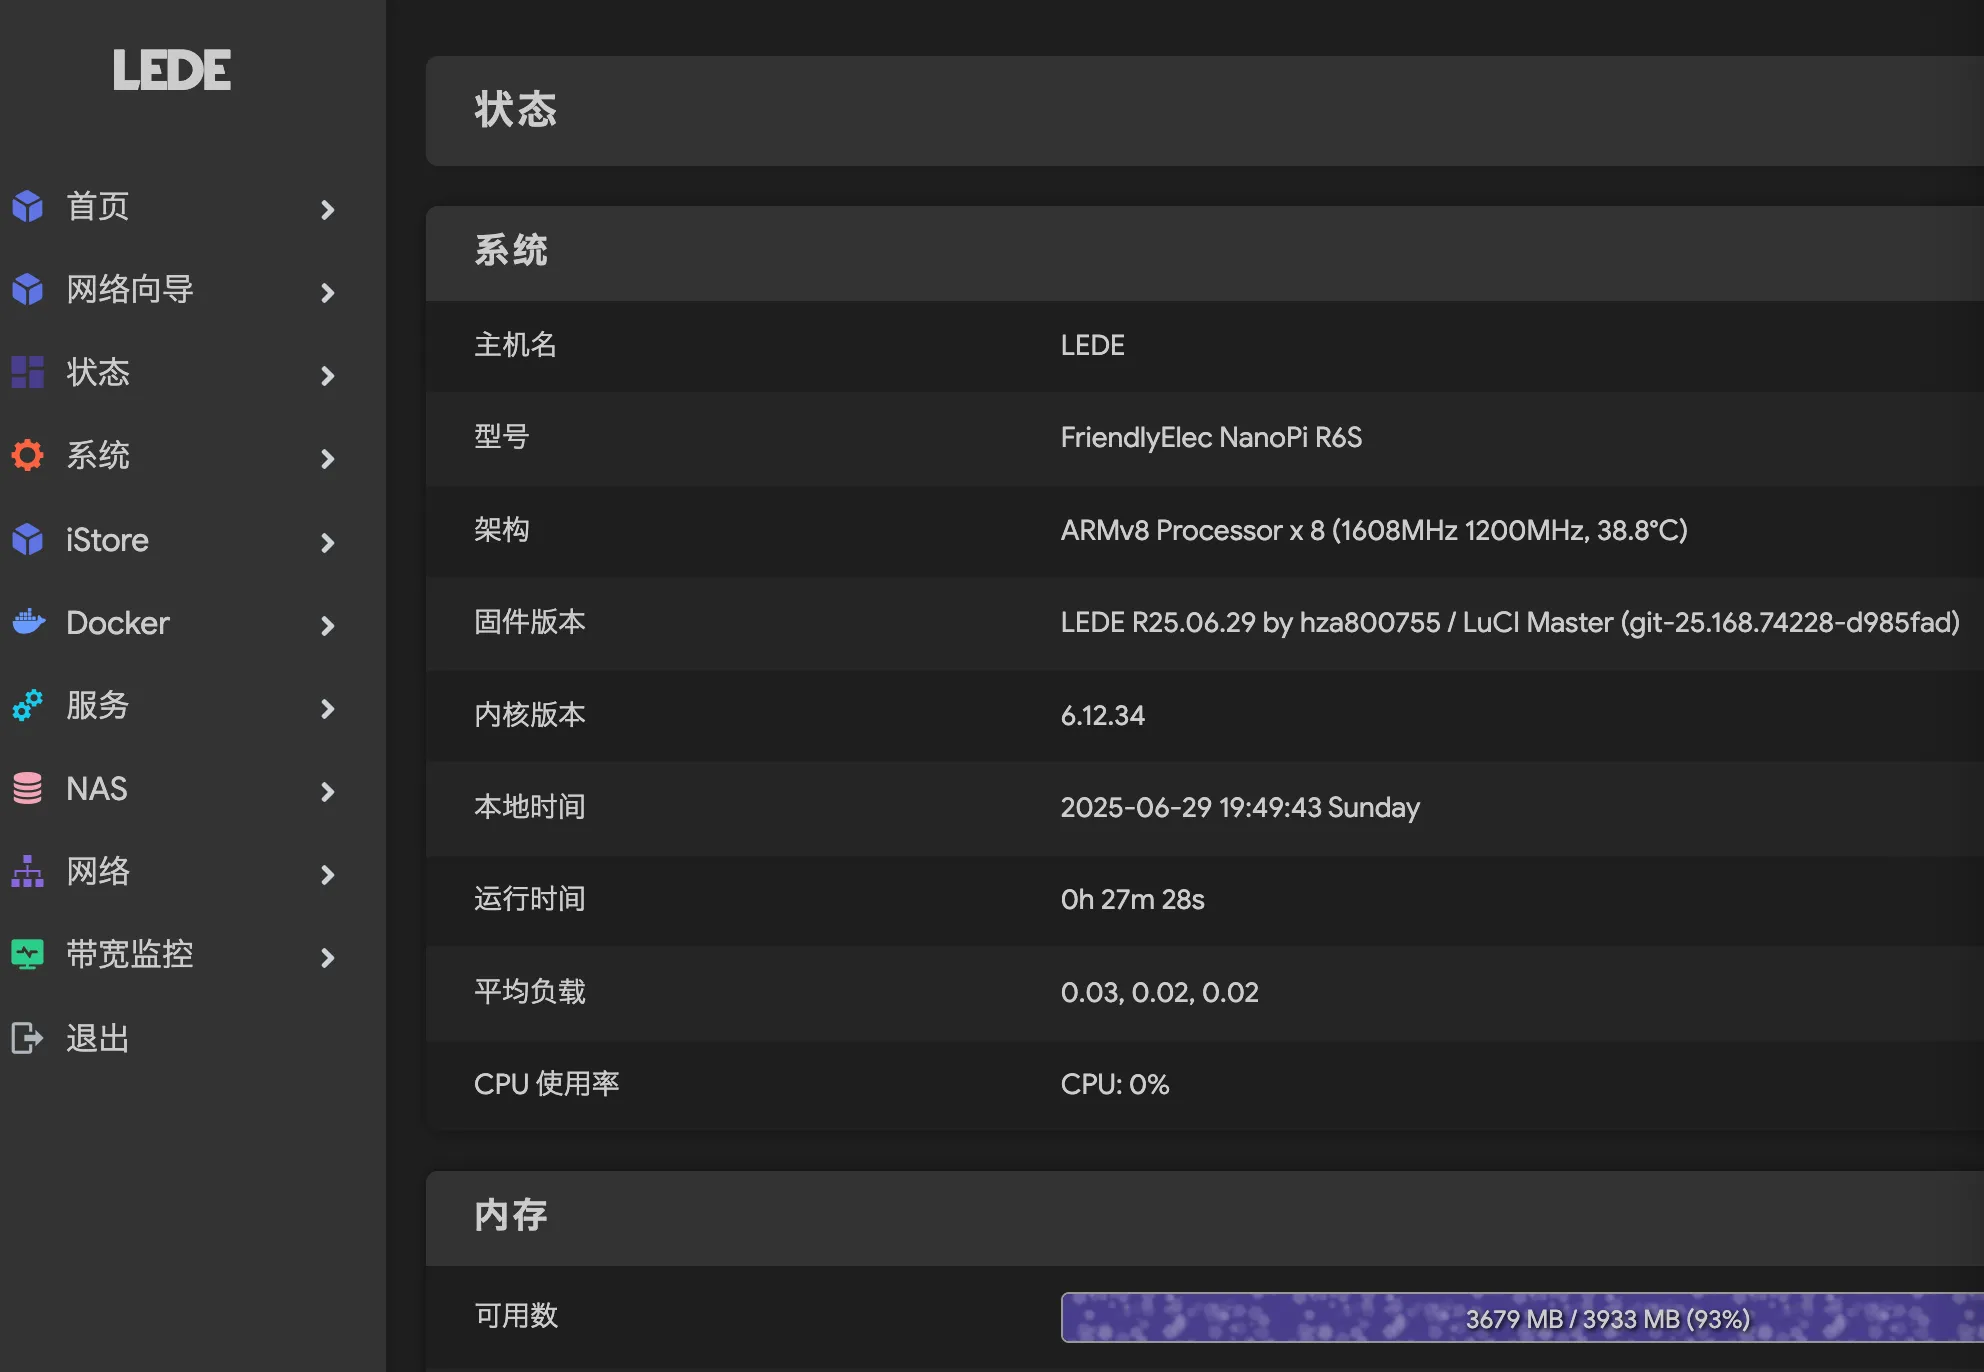 LEDE
首页
网络向导
状态
系统
iStore
Docker
服务
NAS
网络
带宽监控
退出
状态
系统
主机名 LEDE
型号 FriendlyElec NanoPi R6S
架构 ARMv8 Processor x 8 (1608MHz 1200MHz, 38.8°C)
固件版本 LEDE R25.06.29 by hza800755 / LuCI Master (git-25.168.74228-d985fad)
内核版本 6.12.34
本地时间 2025-06-29 19:49:43 Sunday
运行时间 0h 27m 28s
平均负载 0.03, 0.02, 0.02
CPU 使用率 CPU: 0%
内存
可用数 3679 MB / 3933 MB (93%)